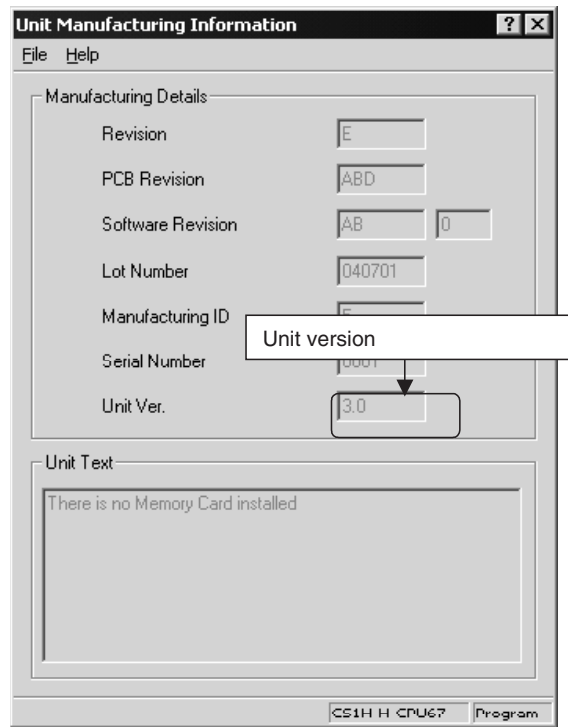 Unit Manufacturing Information
File Help
Manufacturing Details
Revision E
PCB Revision ABD
Software Revision AB 0
Lot Number 040701
Manufacturing ID
Unit version
Serial Number 0001
Unit Ver. 3.0
Unit Text
There is no Memory Card installed
CS1H-H CPU67 Program